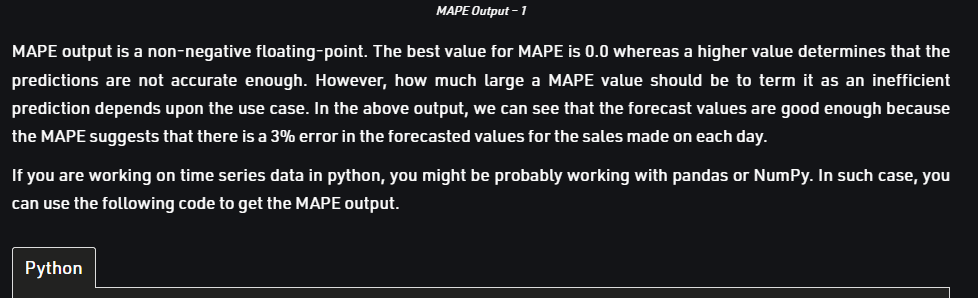 MAPE Output - 1
MAPE output is a non-negative floating-point. The best value for MAPE is 0.0 whereas a higher value determines that the
predictions are not accurate enough. However, how much large a MAPE value should be to term it as an inefficient
prediction depends upon the use case. In the above output, we can see that the forecast values are good enough because
the MAPE suggests that there is a 3% error in the forecasted values for the sales made on each day.
If you are working on time series data in python, you might be probably working with pandas or NumPy. In such case, you
can use the following code to get the MAPE output.
Python